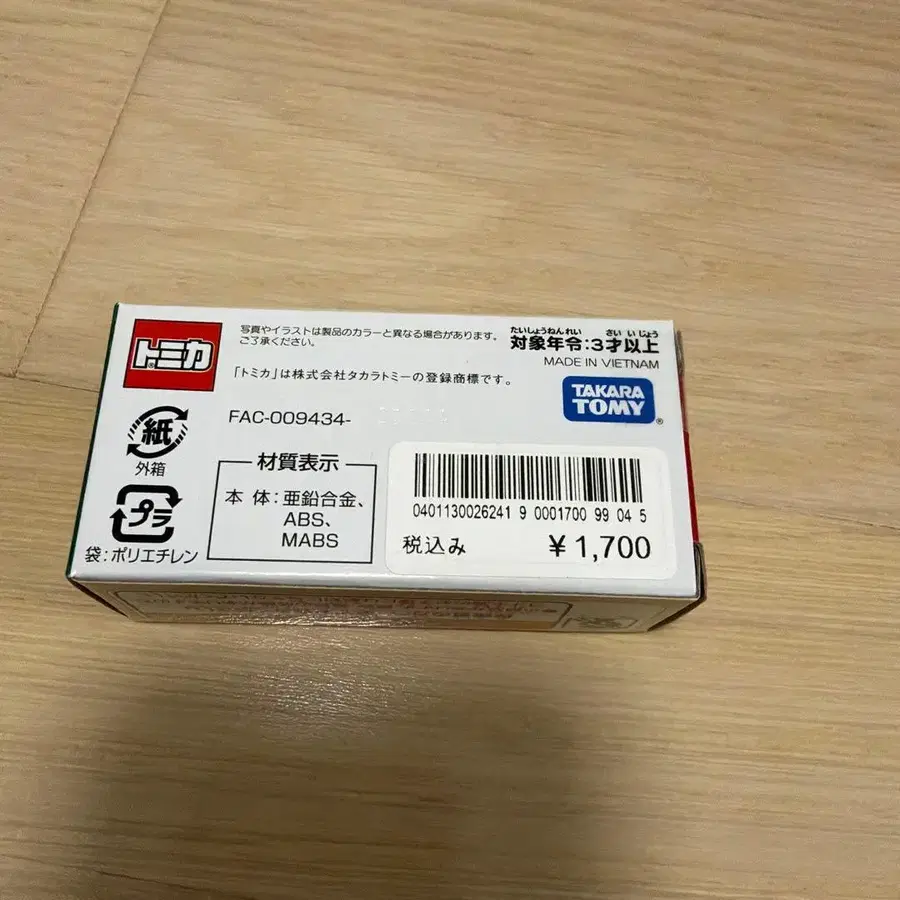 トミカ
写真やイラストは製品のカラーと異なる場合があります。
ご了承ください。
「トミカ」は株式会社タカラトミーの登録商標です。
たいしょうねんれい さいいじょう
対象年令:3才以上
MADE IN VIETNAM
TAKARA
TOMY
FAC-009434-
紙
外箱
プラ
袋:ポリエチレン
材質表示
本体:亜鉛合金、
ABS、
MABS
0401130026241 9 0001700 99 04 5
税込み ¥1,700